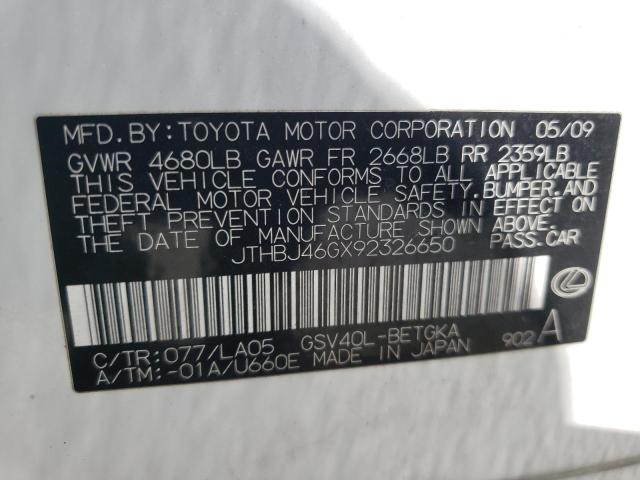 MFD.BY:TOYOTA MOTOR CORPORATION 05/09
GVWR 4680LB GAWR FR 2668LB RR 2359LB
THIS VEHICLE CONFORMS TO ALL APPLICABLE
FEDERAL MOTOR VEHICLE SAFETY, BUMPER, AND
THEFT PREVENTION STANDARDS IN EFFECT ON
THE DATE OF MANUFACTURE SHOWN ABOVE.
JTHBJ46GX92326650 PASS.CAR
C/TR:077/LA05 GSV40L-BETGKA
A/TM:-01A/U660E MADE IN JAPAN 902 A